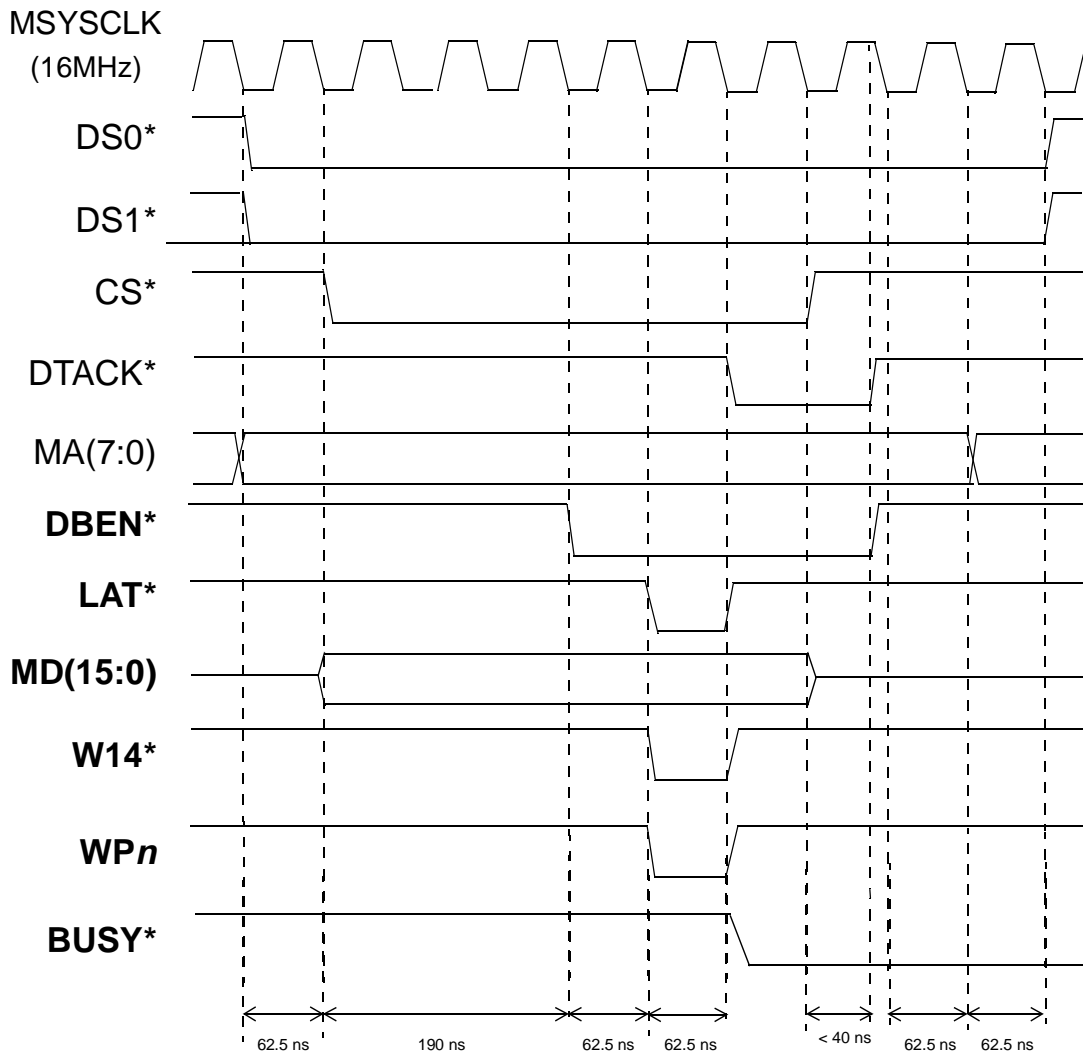 MSYSCLK
(16MHz)
DS0*
DS1*
CS*
DTACK*
MA(7:0)
DBEN*
LAT*
MD(15:0)
W14*
WPn
BUSY*
62.5 ns
190 ns
62.5 ns
62.5 ns
< 40 ns
62.5 ns
62.5 ns